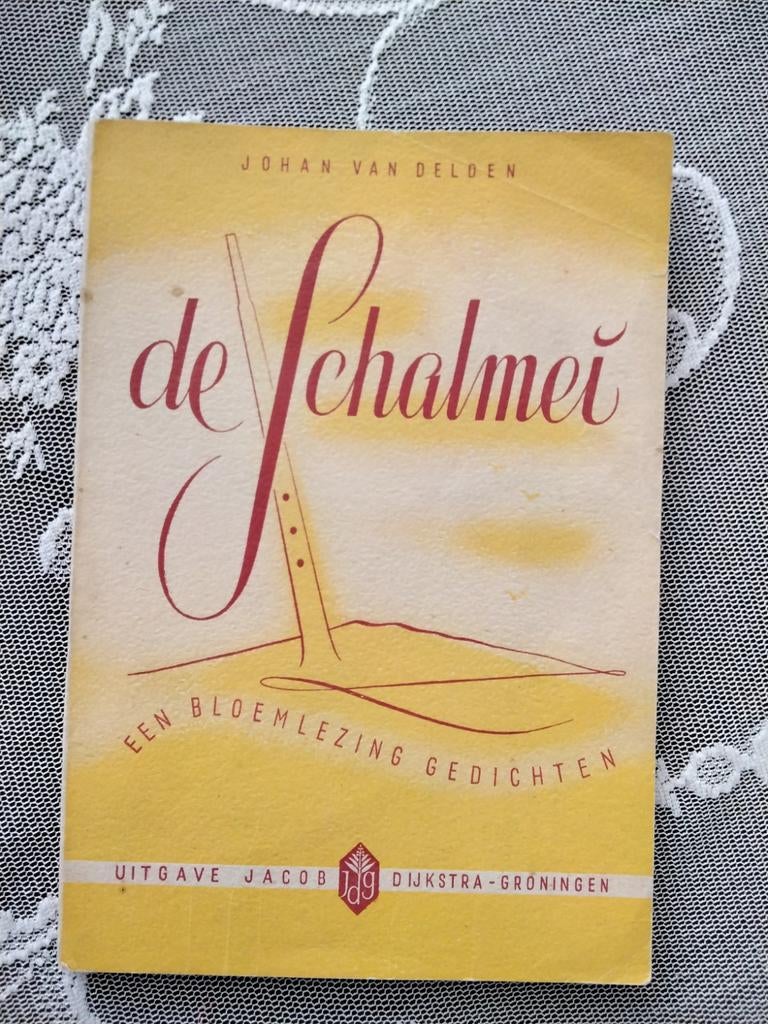 JOHAN VAN DELDEN
de Schalmei
EEN BLOEMLEZING GEDICHTEN
UITGAVE JACOB Jdg DIJKSTRA-GRONINGEN